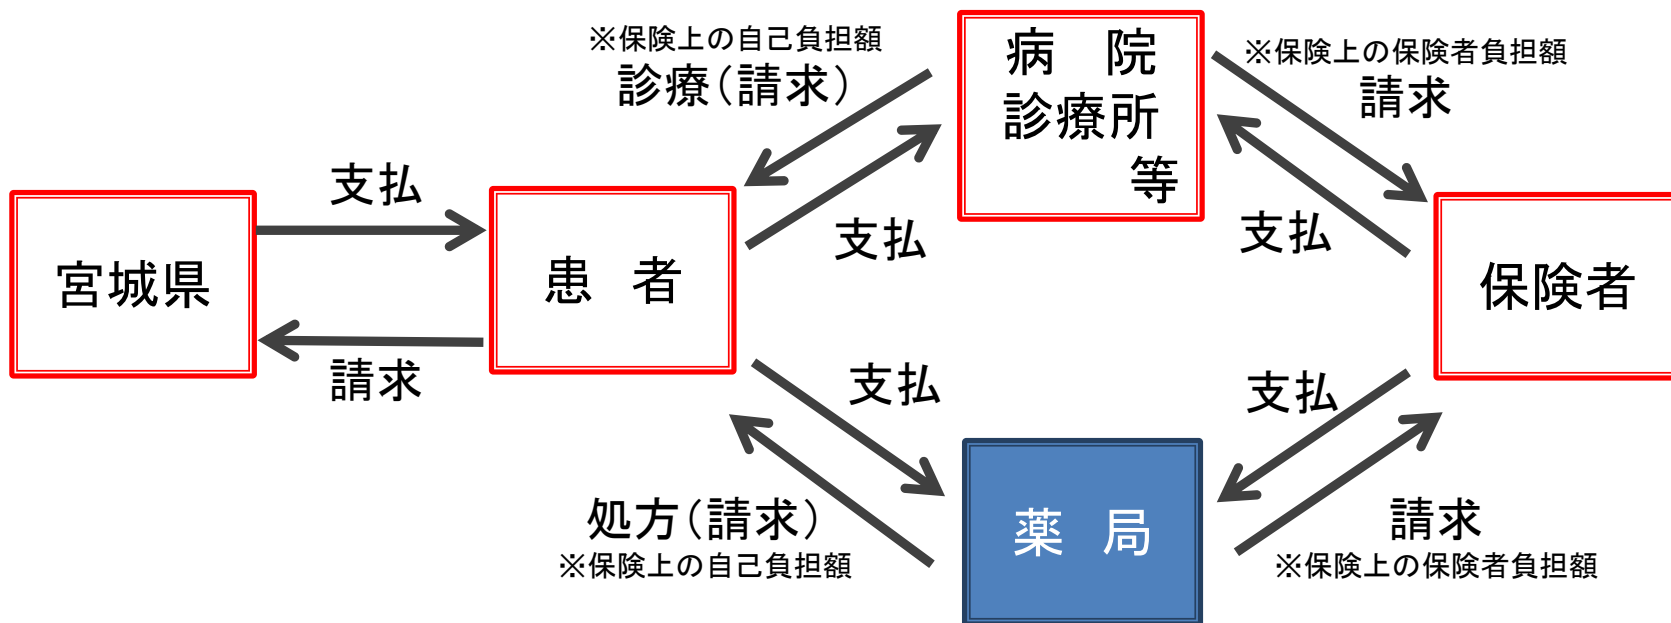 ※保険上の自己負担額
診療(請求)
病　院
診療所
等
※保険上の保険者負担額
請求
支払
支払
支払
宮城県
患　者
保険者
請求
支払
支払
処方(請求)
※保険上の自己負担額
薬　局
請求
※保険上の保険者負担額